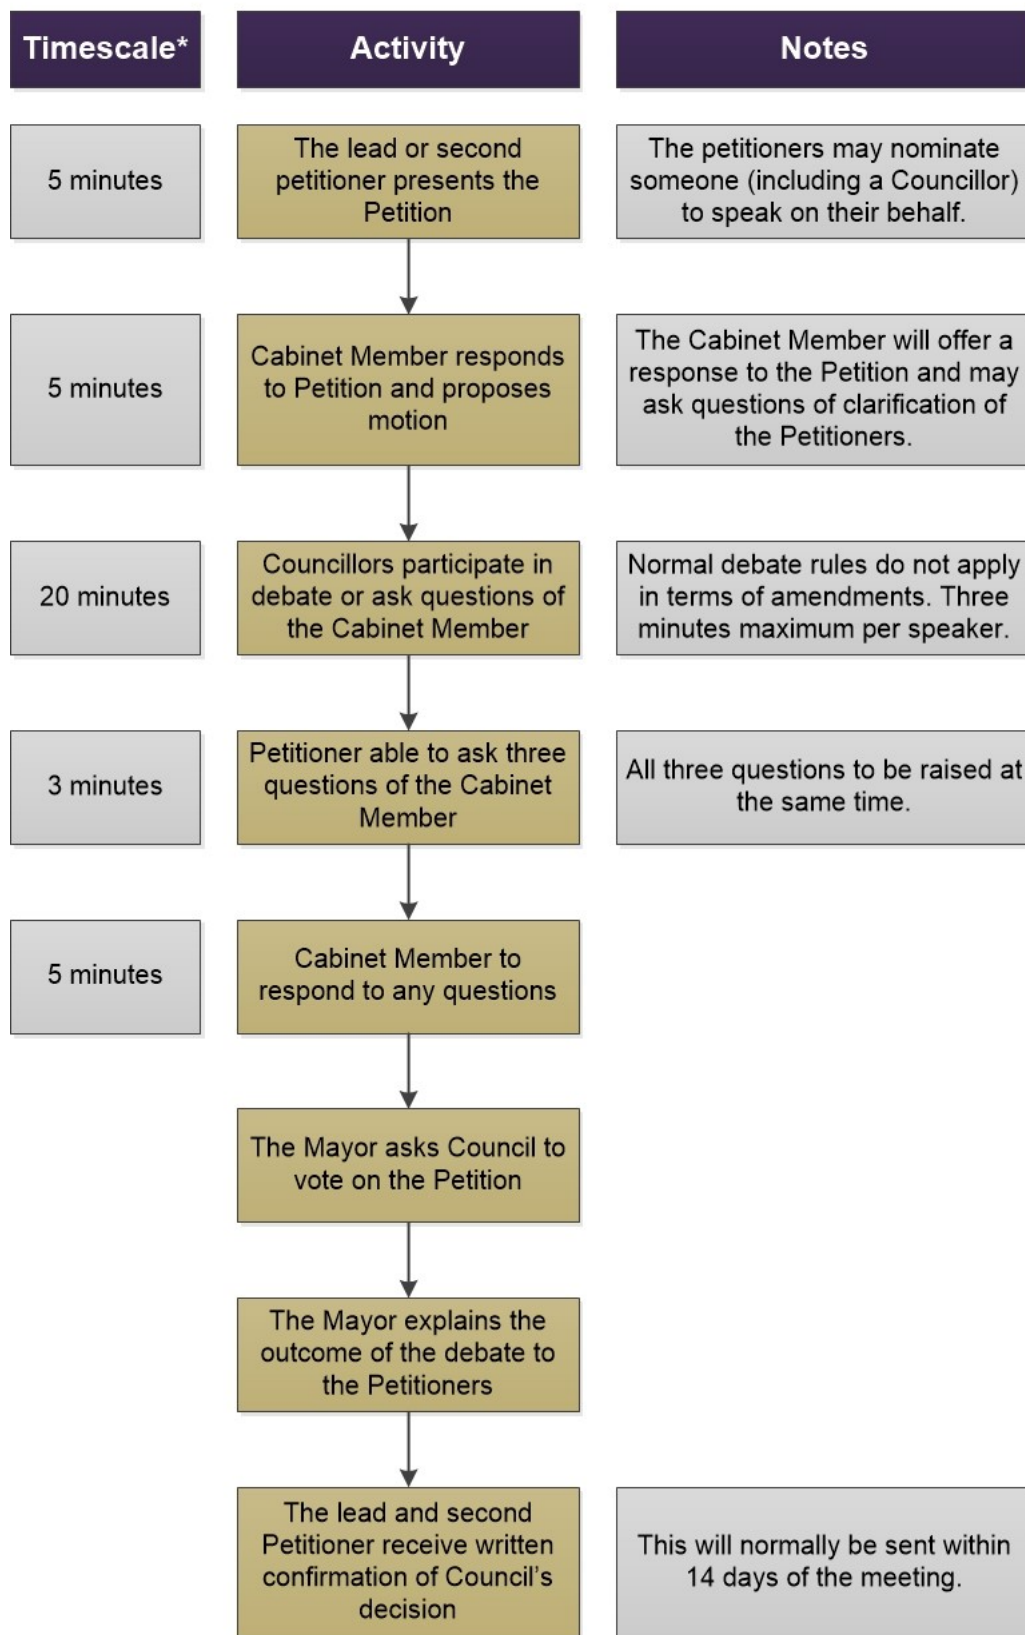 Timescale*
Activity
Notes
5 minutes
The lead or second
petitioner presents the
Petition
The petitioners may nominate
someone (including a Councillor)
to speak on their behalf.
5 minutes
Cabinet Member responds
to Petition and proposes
motion
The Cabinet Member will offer a
response to the Petition and may
ask questions of clarification of
the Petitioners.
20 minutes
Councillors participate in
debate or ask questions of
the Cabinet Member
Normal debate rules do not apply
in terms of amendments. Three
minutes maximum per speaker.
3 minutes
Petitioner able to ask three
questions of the Cabinet
Member
All three questions to be raised at
the same time.
5 minutes
Cabinet Member to
respond to any questions
The Mayor asks Council to
vote on the Petition
The Mayor explains the
outcome of the debate to
the Petitioners
The lead and second
Petitioner receive written
confirmation of Council's
decision
This will normally be sent within
14 days of the meeting.